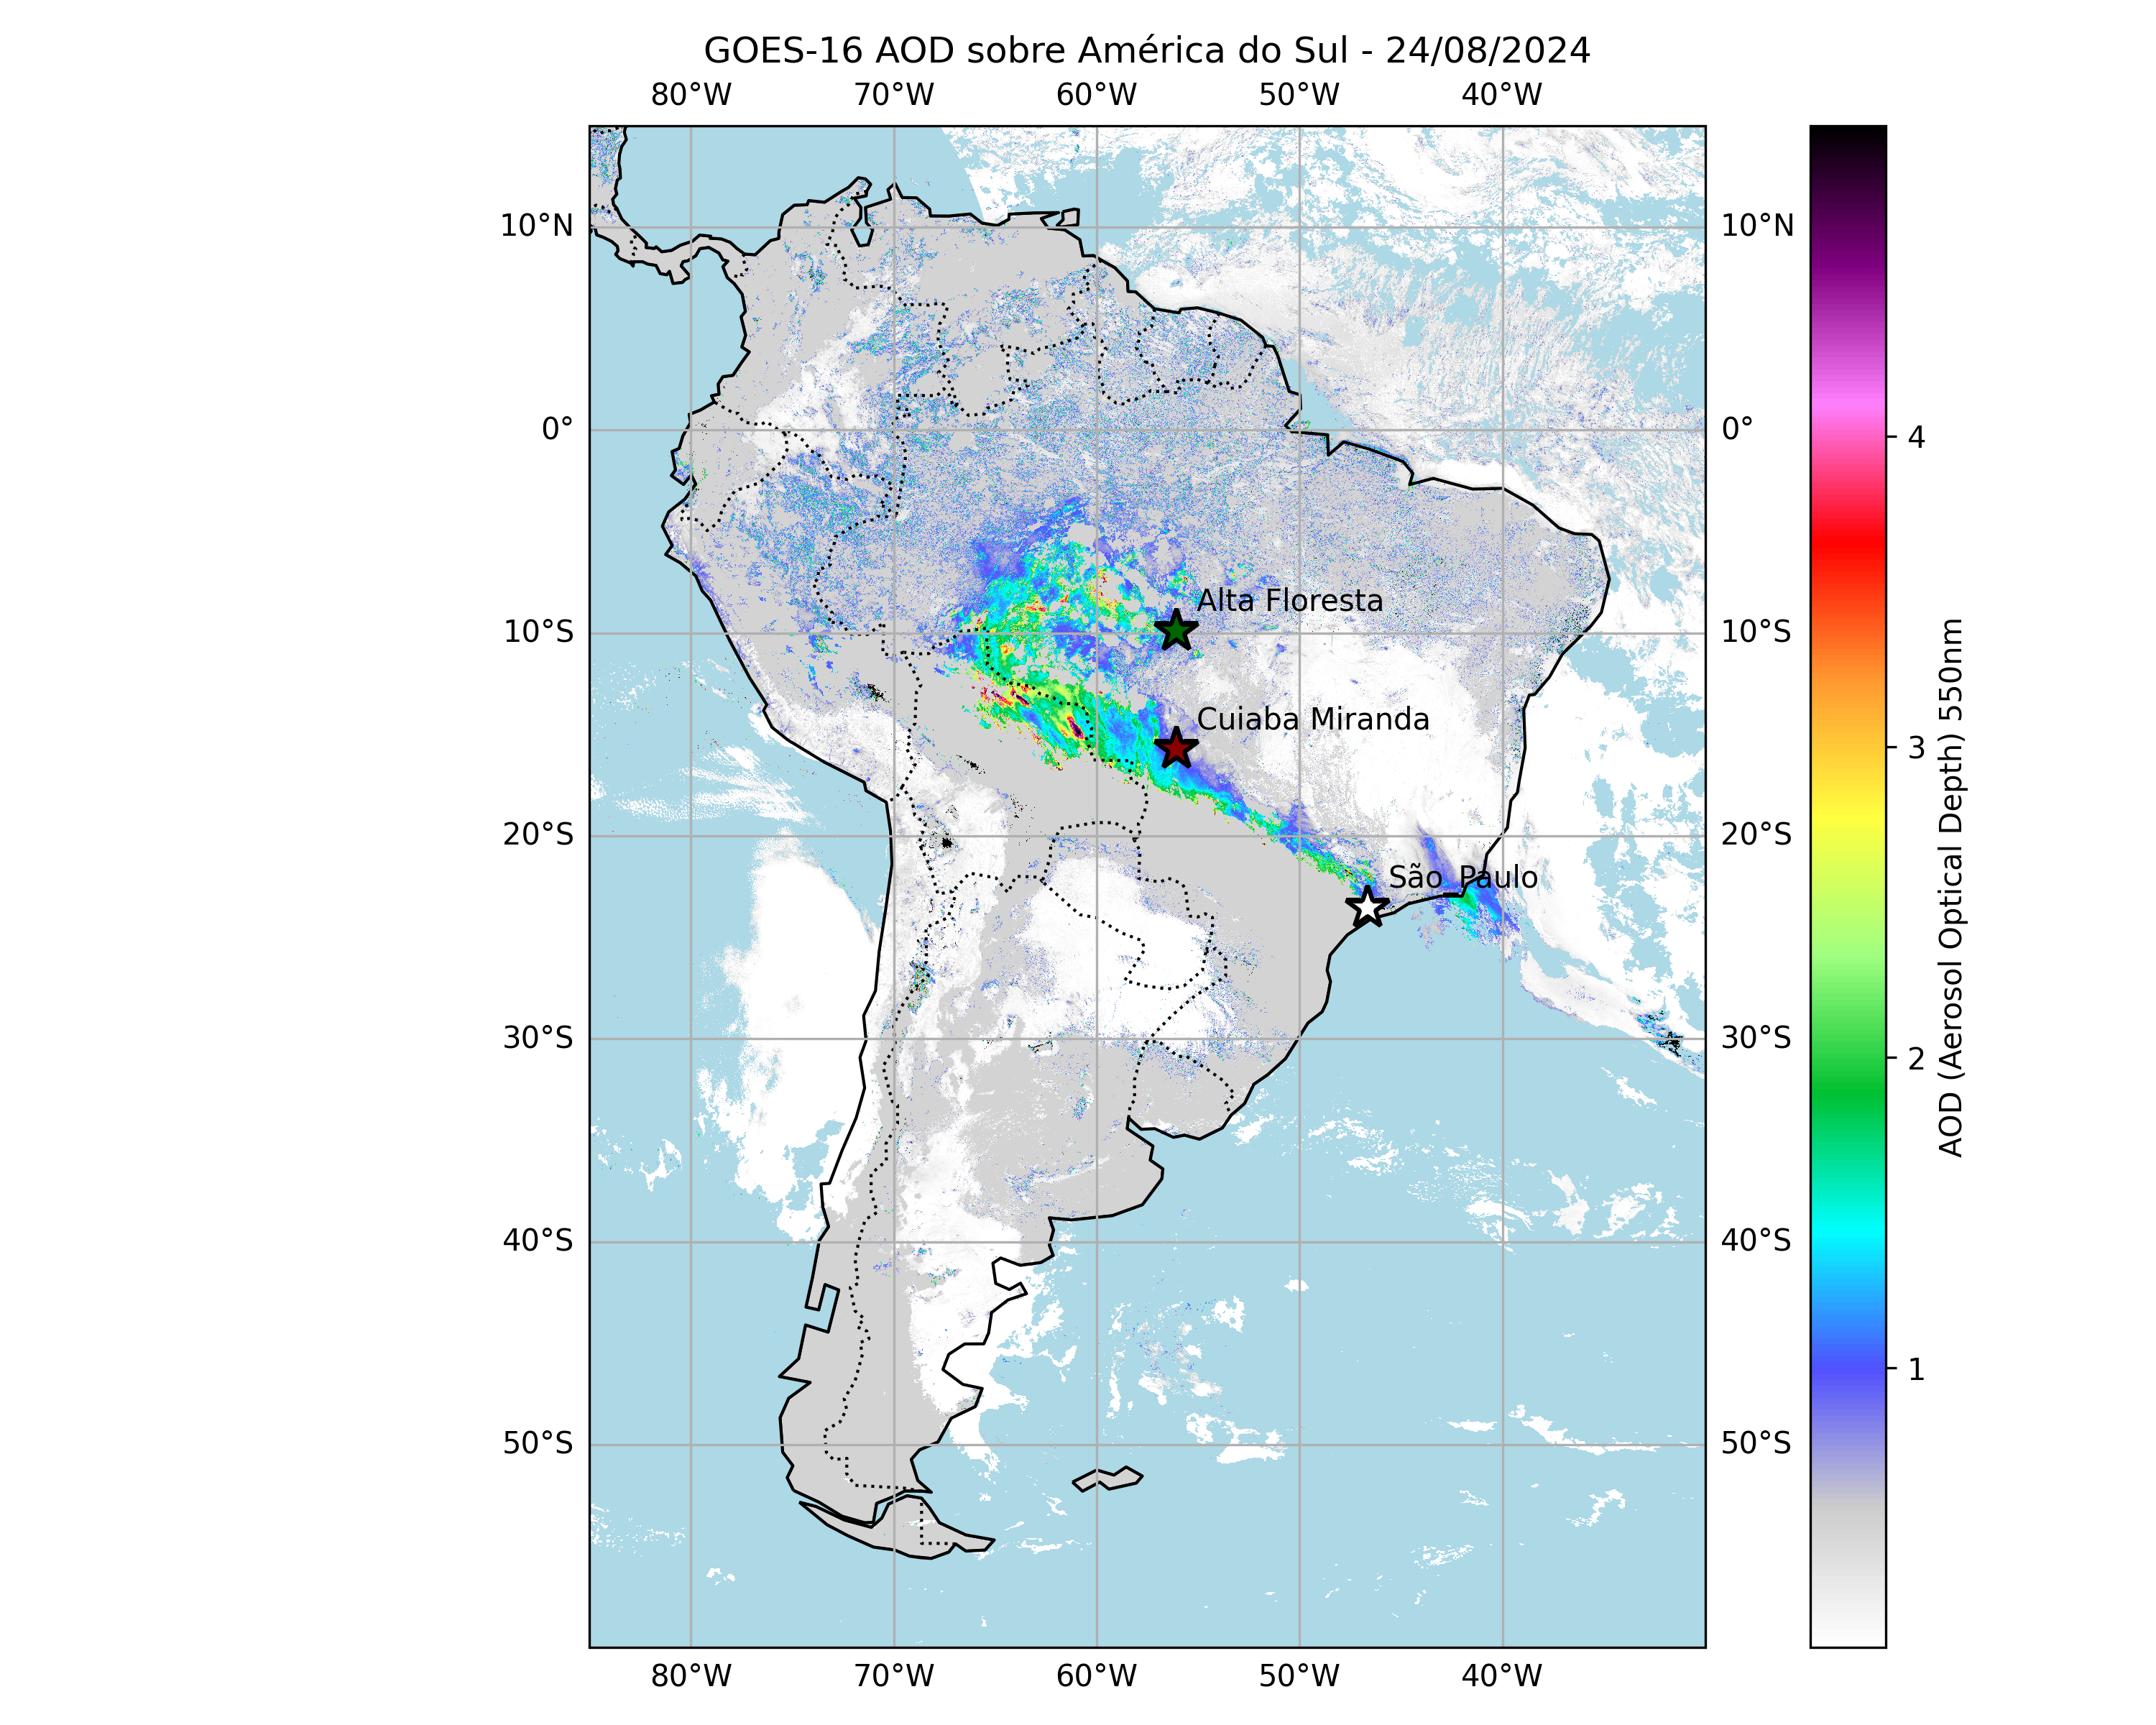 GOES-16 AOD sobre América do Sul - 24/08/2024
80°W 70°W 60°W 50°W 40°W
10°N 10°N
0° 0°
Alta Floresta
10°S 10°S
Cuiaba Miranda
20°S 20°S
São Paulo
30°S 30°S
40°S 40°S
50°S 50°S
80°W 70°W 60°W 50°W 40°W
4
3
2
1
AOD (Aerosol Optical Depth) 550nm